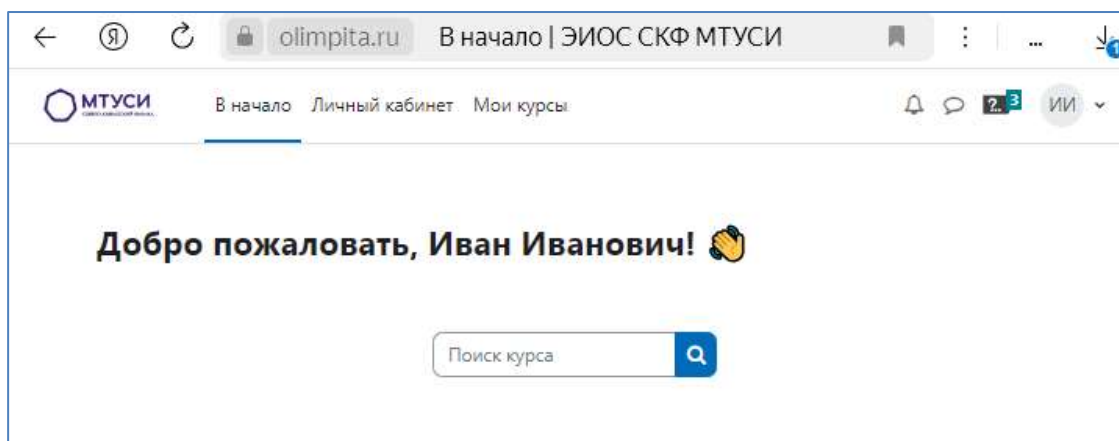 Я olimpita.ru В начало | ЭИОС СКФ МТУСИ ...
МТУСИ В начало Личный кабинет Мои курсы ?.. 3 ИИ
Добро пожаловать, Иван Иванович!
Поиск курса